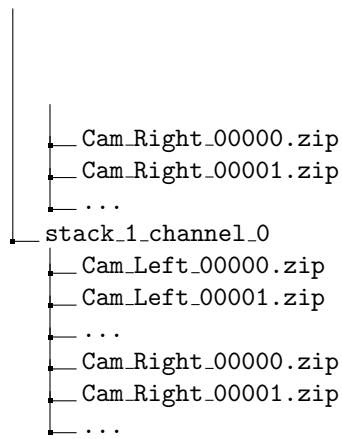 Cam_Right_00000.zip
Cam_Right_00001.zip
...
stack_1_channel_0
Cam_Left_00000.zip
Cam_Left_00001.zip
...
Cam_Right_00000.zip
Cam_Right_00001.zip
...